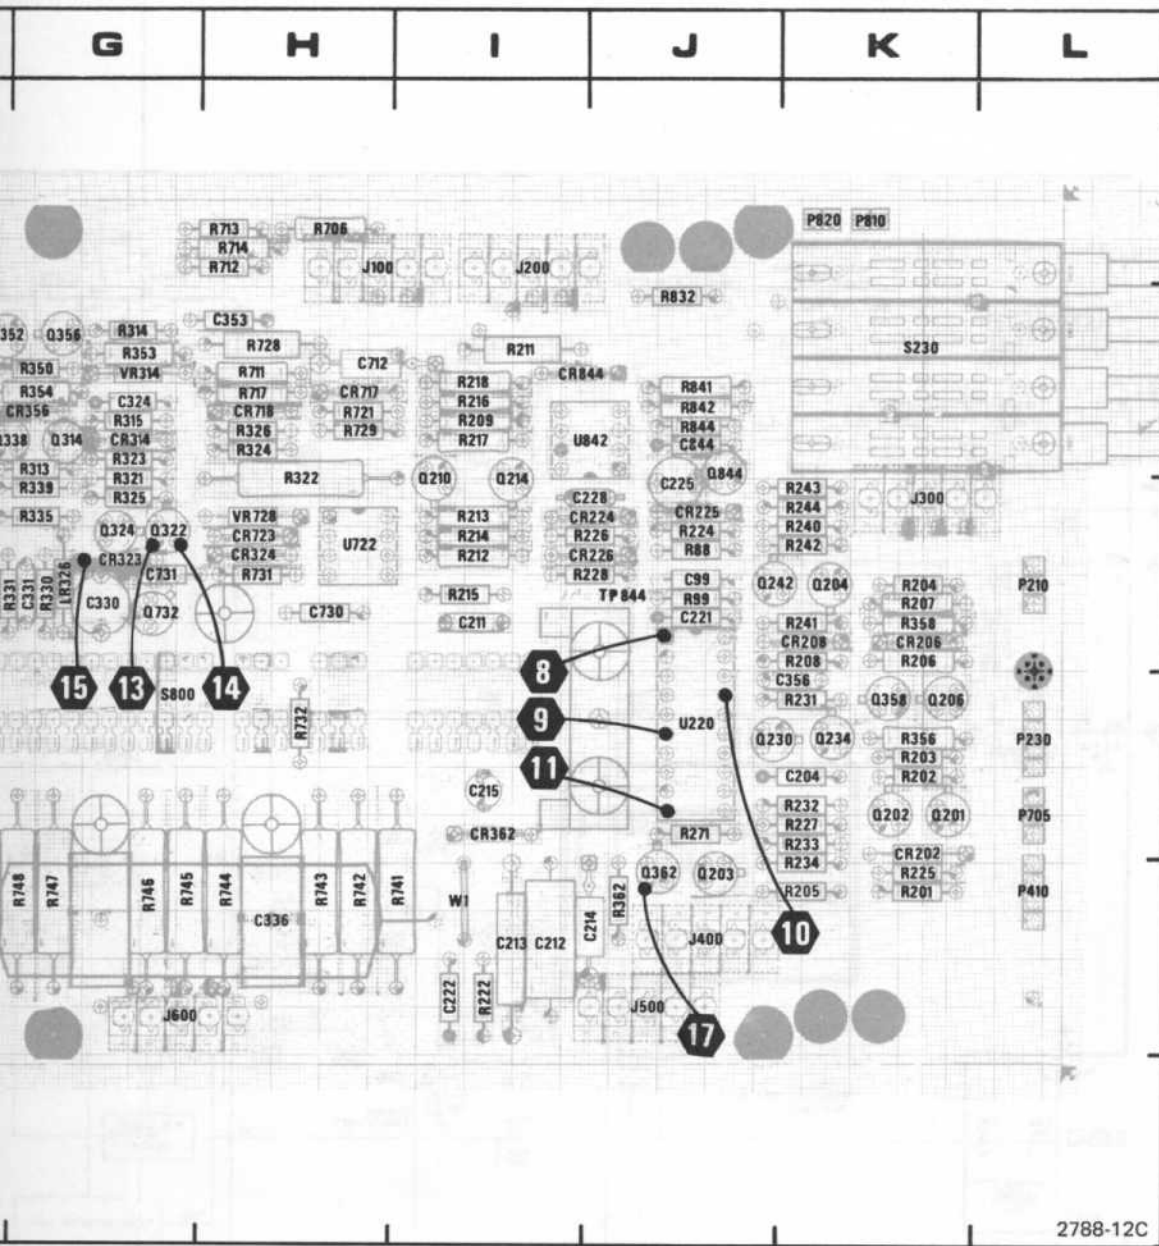 G H I J K L
R713 R706 P820 P810
R714
R712 J100 J200
R832
C353
352 Q356 R314
R728 S230
R353 C712 R211
R350 VR314 R711 CR844
R354 R717 CR717 R218 R841
CR356 C324 CR718 R721 R216 R842
R315 R326 R729 R209 R844
338 Q314 CR314 R324 R217 U842 C844
R313 R323
R339 R321 R322 Q210 Q214 C225 Q844
R325 C228 R243 J300
R335 VR728 R213 CR224 CR225 R244
Q324 Q322 CR723 R214 R226 R224 R240
CR323 CR324 U722 R212 CR226 R88 R242
R331 C331 R330 LR326 C731 R731 R228 C99 Q242 Q204 R204 P210
C330 Q732 C730 R215 TP844 R99 R207
C211 C221 R241 R358
CR208 CR206
R208 R206
8
15 13 S800 14 C356
R231 Q358 Q206
R732 9 U220
Q230 Q234 R356 P230
R203
11 C204 R202
C215
R232 Q202 Q201 P705
CR362 R271 R227
R233
R234 CR202
R748 R747 R746 R745 R744 R743 R742 R741 Q362 Q203 R225
W1 R362 R205 R201 P410
C336 C213 C212 C214 J400 10
C222 R222
J600 J500
17
2788-12C